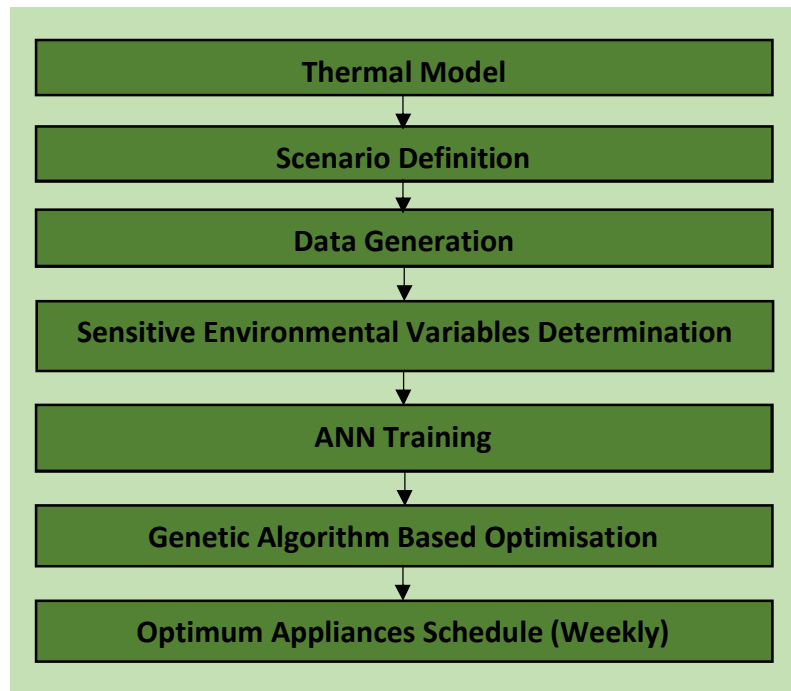 Thermal Model
Scenario Definition
Data Generation
Sensitive Environmental Variables Determination
ANN Training
Genetic Algorithm Based Optimisation
Optimum Appliances Schedule (Weekly)